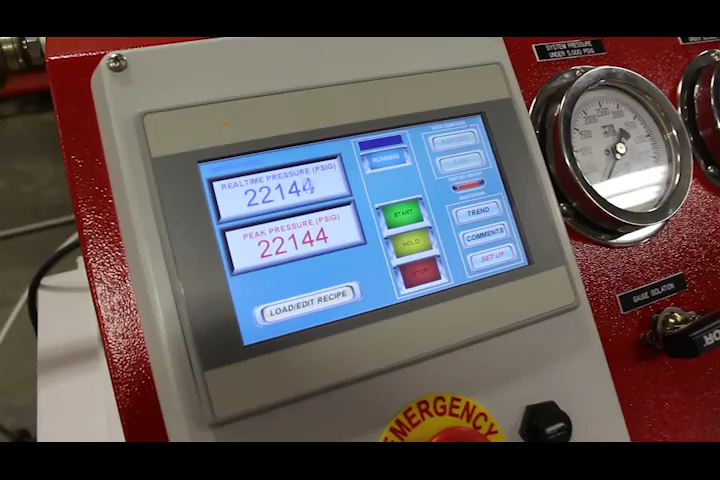 SYSTEM PRESSURE
UNDER 5,000 PSIG
REALTIME PRESSURE (PSIG)
22144
PEAK PRESSURE (PSIG)
22144
LOAD/EDIT RECIPE
RUNNING
START
HOLD
STOP
TREND
COMMENTS
SET UP
GAUGE ISOLATION
EMERGENCY